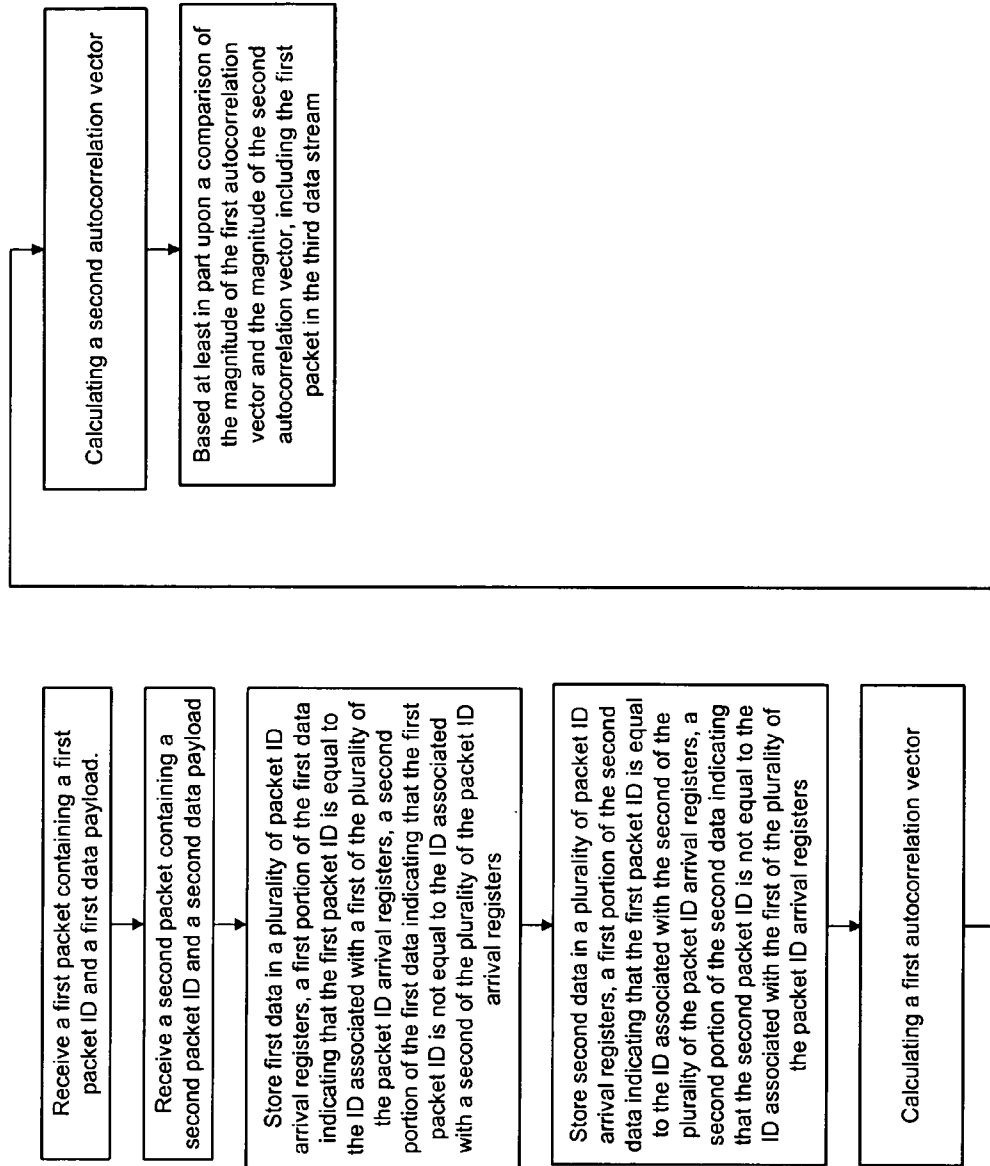 Receive a first packet containing a first
packet ID and a first data payload.
Receive a second packet containing a
second packet ID and a second data payload
Store first data in a plurality of packet ID
arrival registers, a first portion of the first data
indicating that the first packet ID is equal to
the ID associated with a first of the plurality of
the packet ID arrival registers, a second
portion of the first data indicating that the first
packet ID is not equal to the ID associated
with a second of the plurality of the packet ID
arrival registers
Store second data in a plurality of packet ID
arrival registers, a first portion of the second
data indicating that the first packet ID is equal
to the ID associated with the second of the
plurality of the packet ID arrival registers, a
second portion of the second data indicating
that the second packet ID is not equal to the
ID associated with the first of the plurality of
the packet ID arrival registers
Calculating a first autocorrelation vector
Calculating a second autocorrelation vector
Based at least in part upon a comparison of
the magnitude of the first autocorrelation
vector and the magnitude of the second
autocorrelation vector, including the first
packet in the third data stream